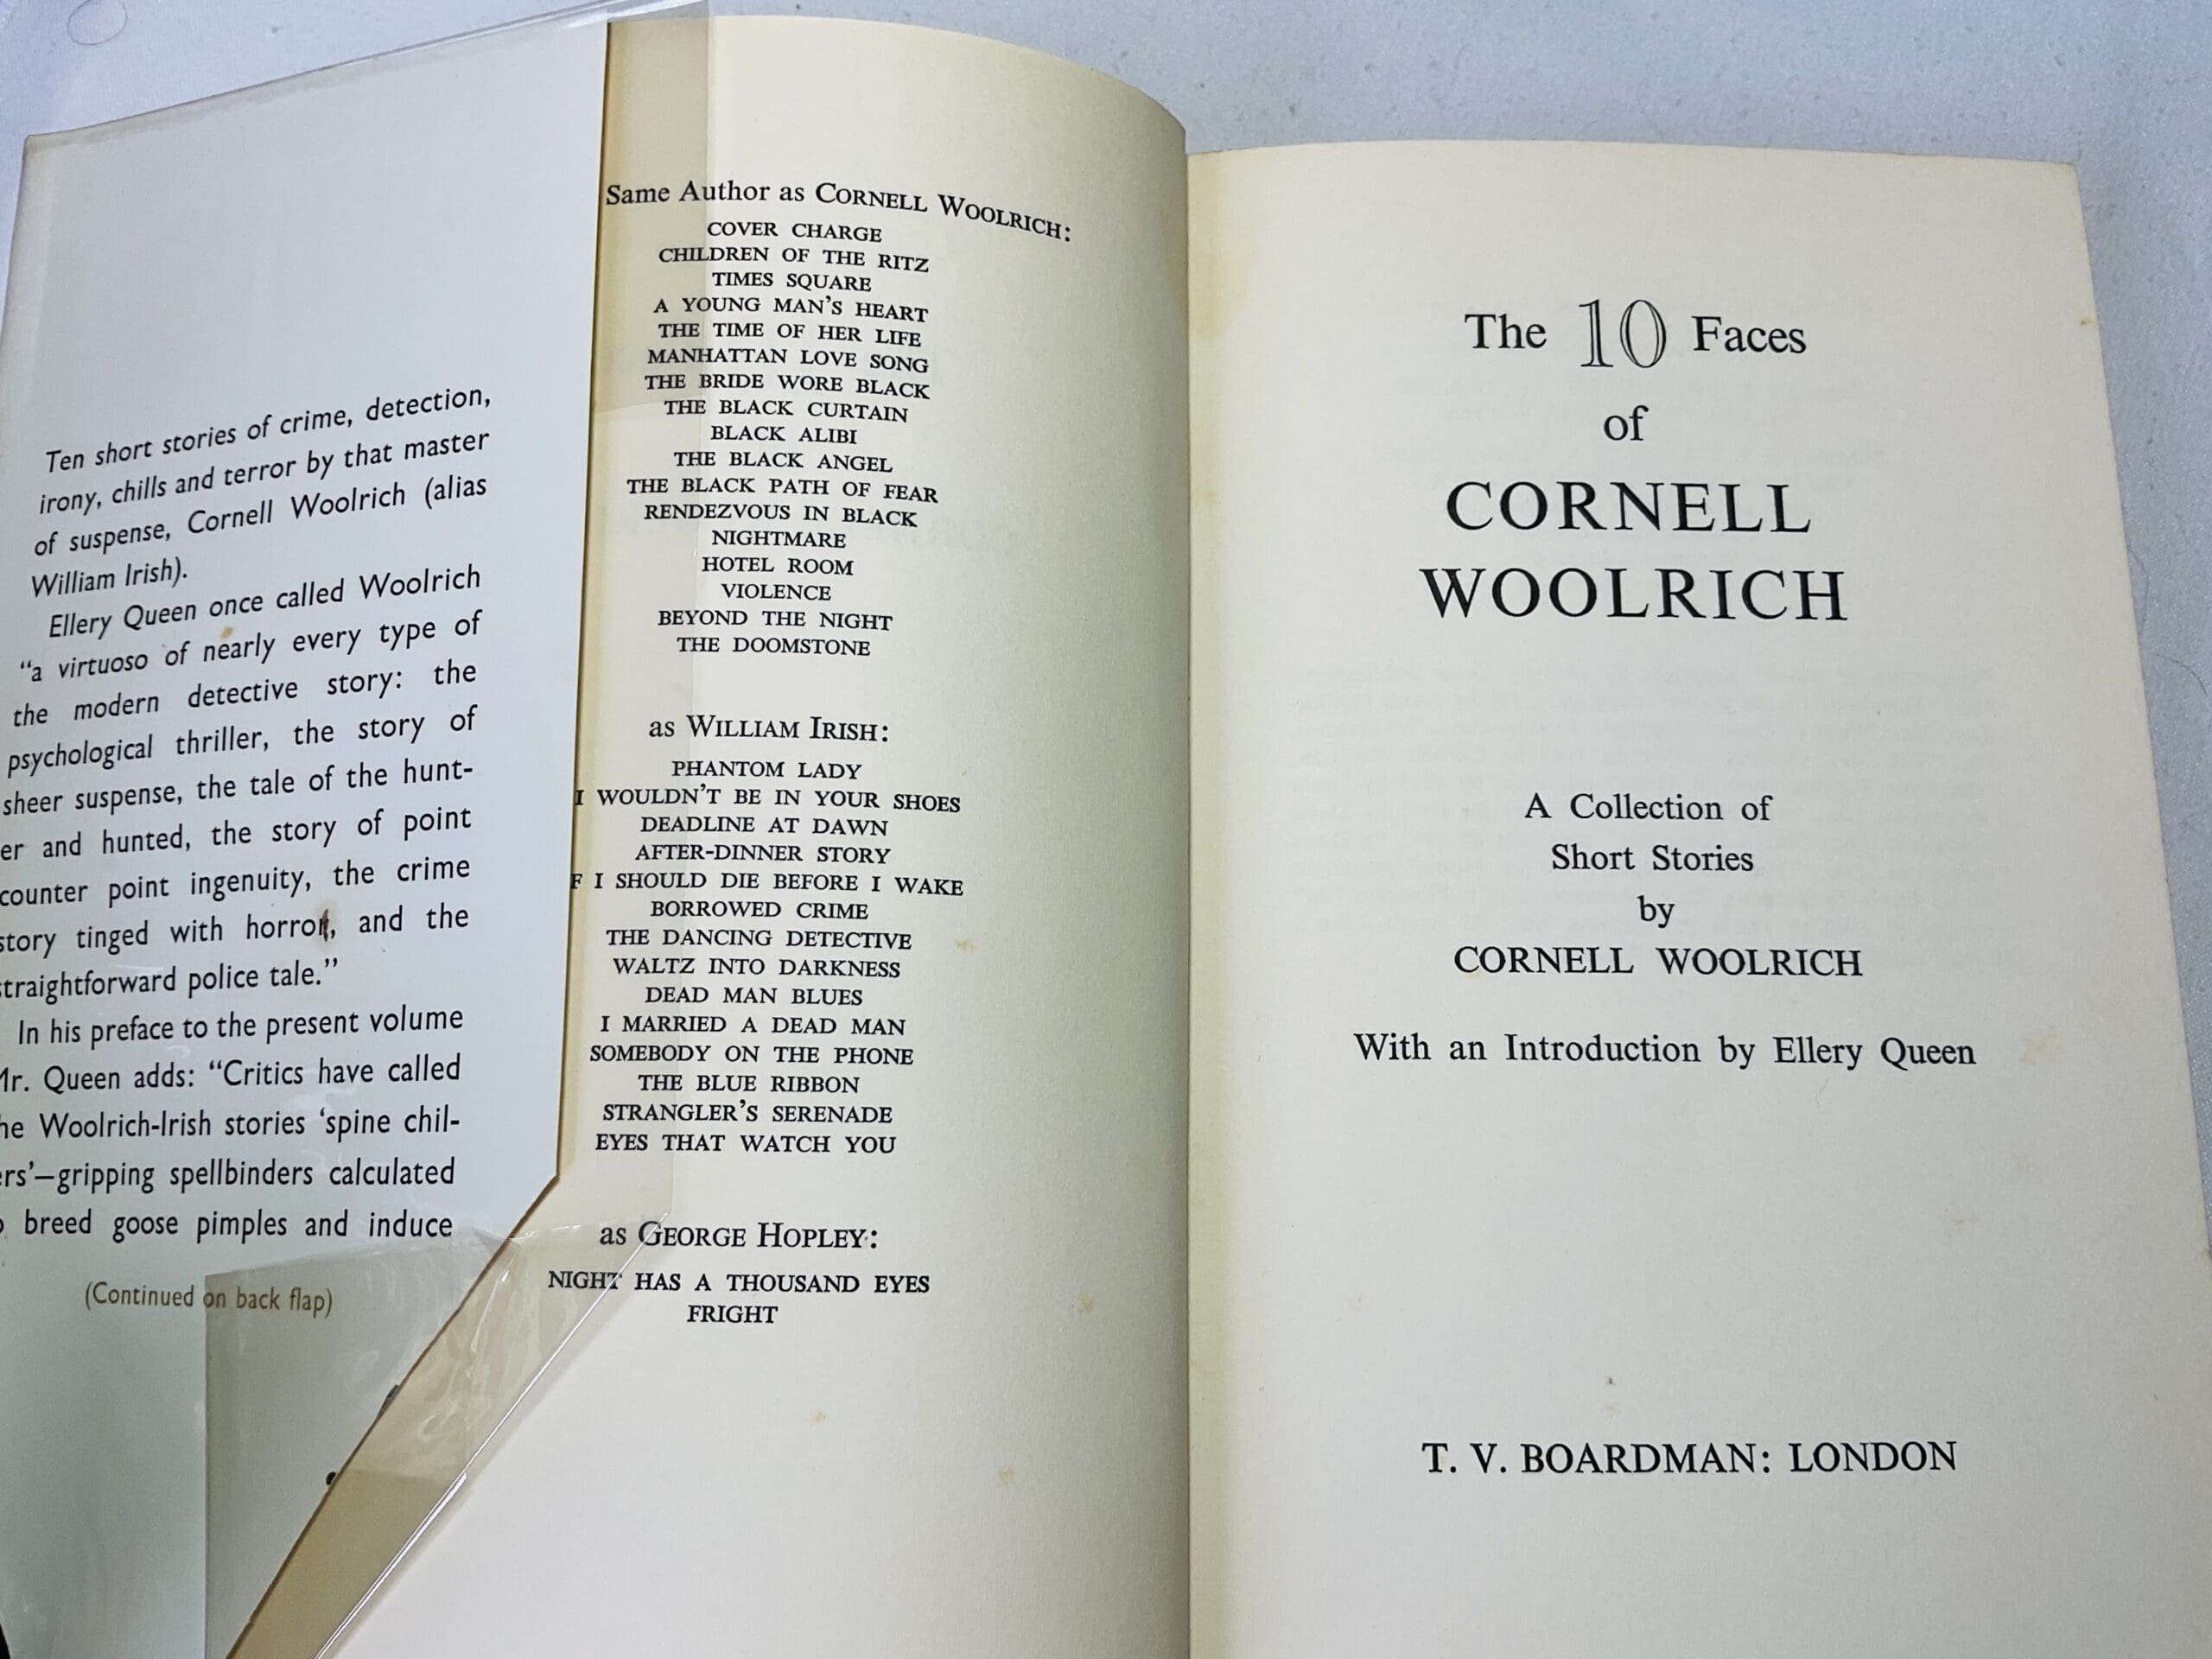 Ten short stories of crime, detection,
irony, chills and terror by that master
of suspense, Cornell Woolrich (alias
William Irish).
Ellery Queen once called Woolrich
“a virtuoso of nearly every type of
the modern detective story: the
psychological thriller, the story of
sheer suspense, the tale of the hunt-
er and hunted, the story of point
counter point ingenuity, the crime
story tinged with horror, and the
straightforward police tale.”
In his preface to the present volume
Mr. Queen adds: “Critics have called
he Woolrich-Irish stories ‘spine chil-
ers’—gripping spellbinders calculated
breed goose pimples and induce
(Continued on back flap)
Same Author as CORNELL WOOLRICH:
COVER CHARGE
CHILDREN OF THE RITZ
TIMES SQUARE
A YOUNG MAN'S HEART
THE TIME OF HER LIFE
MANHATTAN LOVE SONG
THE BRIDE WORE BLACK
THE BLACK CURTAIN
BLACK ALIBI
THE BLACK ANGEL
THE BLACK PATH OF FEAR
RENDEZVOUS IN BLACK
NIGHTMARE
HOTEL ROOM
VIOLENCE
BEYOND THE NIGHT
THE DOOMSTONE
as WILLIAM IRISH:
PHANTOM LADY
I WOULDN'T BE IN YOUR SHOES
DEADLINE AT DAWN
AFTER-DINNER STORY
F I SHOULD DIE BEFORE I WAKE
BORROWED CRIME
THE DANCING DETECTIVE
WALTZ INTO DARKNESS
DEAD MAN BLUES
I MARRIED A DEAD MAN
SOMEBODY ON THE PHONE
THE BLUE RIBBON
STRANGLER'S SERENADE
EYES THAT WATCH YOU
as GEORGE HOPLEY:
NIGHT HAS A THOUSAND EYES
FRIGHT
The 10 Faces
of
CORNELL
WOOLRICH
A Collection of
Short Stories
by
CORNELL WOOLRICH
With an Introduction by Ellery Queen
T. V. BOARDMAN: LONDON